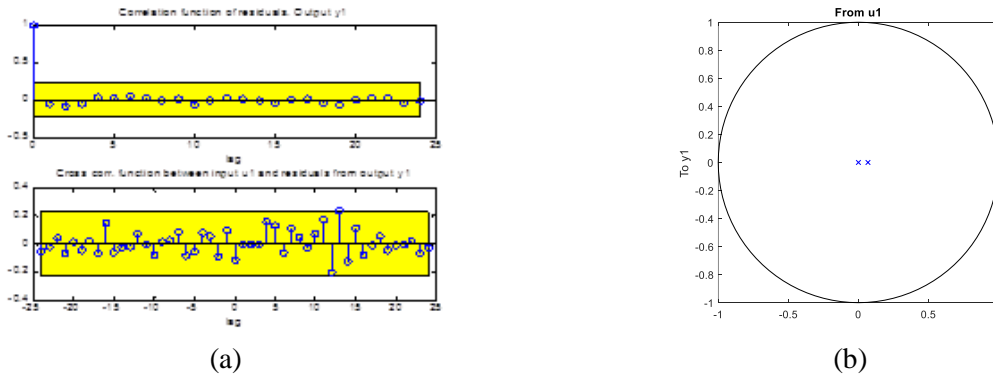 Correlation function of residuals. Output y1
1
0.5
0
-0.5
0 5 10 15 20 25
lag
Cross corr. function between input u1 and residuals from output y1
0.4
0.2
0
-0.2
-0.4
-25 -20 -15 -10 -5 0 5 10 15 20 25
lag
(a)
From u1
To y1
1
0.8
0.6
0.4
0.2
0
-0.2
-0.4
-0.6
-0.8
-1
-1 -0.5 0 0.5
(b)